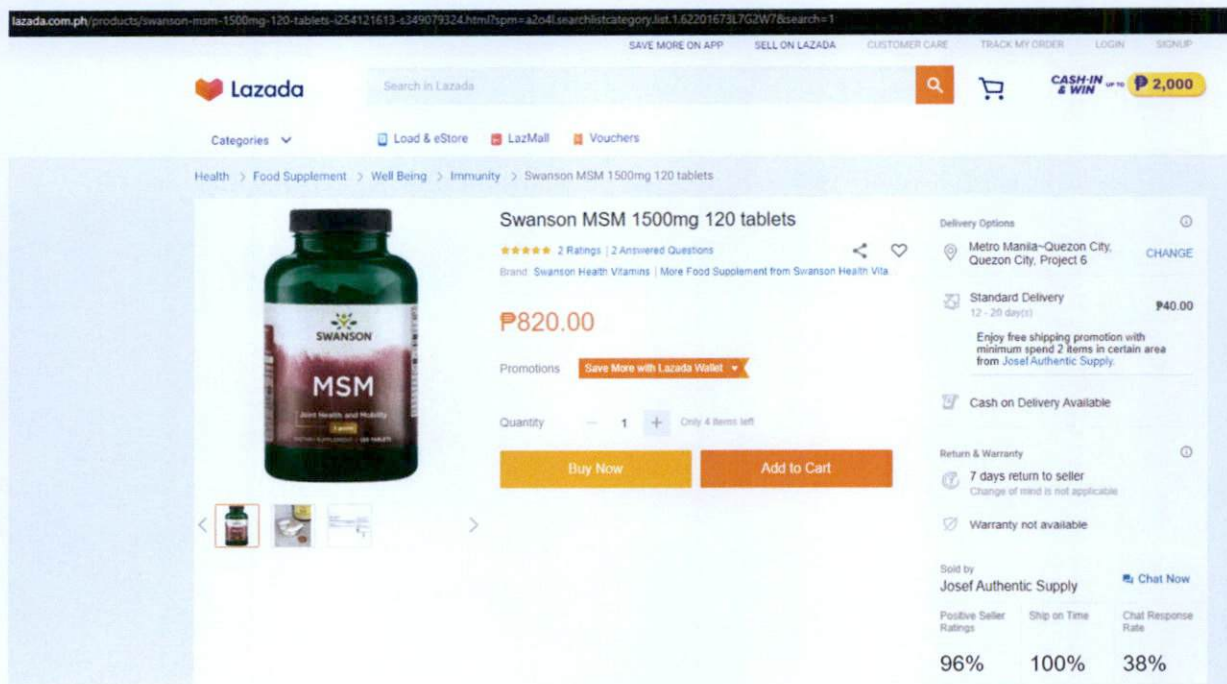 lazada.com.ph/products/swanson-msm-1500mg-120-tablets-i254121613-s349079324.html?spm=a2o4l.searchlistcategory.list.1.62201673L7G2W7&search=1
SAVE MORE ON APP SELL ON LAZADA CUSTOMER CARE TRACK MY ORDER LOGIN SIGNUP
Lazada
Search in Lazada
CASH-IN & WIN UP TO ₱ 2,000
Categories
Load & eStore LazMall Vouchers
Health > Food Supplement > Well Being > Immunity > Swanson MSM 1500mg 120 tablets
SWANSON
MSM
Joint Health and Mobility
DIETARY SUPPLEMENT 120 TABLETS
Swanson MSM 1500mg 120 tablets
2 Ratings | 2 Answered Questions
Brand: Swanson Health Vitamins | More Food Supplement from Swanson Health Vita
₱820.00
Promotions Save More with Lazada Wallet
Quantity 1 Only 4 items left
Buy Now Add to Cart
Delivery Options
Metro Manila~Quezon City,
Quezon City, Project 6
CHANGE
Standard Delivery ₱40.00
12 - 20 day(s)
Enjoy free shipping promotion with
minimum spend 2 items in certain area
from Josef Authentic Supply.
Cash on Delivery Available
Return & Warranty
7 days return to seller
Change of mind is not applicable
Warranty not available
Sold by
Josef Authentic Supply Chat Now
Positive Seller Ratings Ship on Time Chat Response Rate
96% 100% 38%